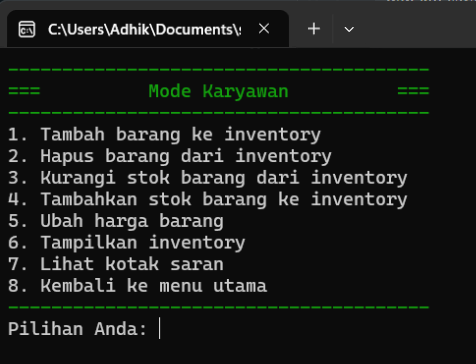 C:\Users\Adhik\Documents\s
----------------------------------------
=== Mode Karyawan ===
----------------------------------------
1. Tambah barang ke inventory
2. Hapus barang dari inventory
3. Kurangi stok barang dari inventory
4. Tambahkan stok barang ke inventory
5. Ubah harga barang
6. Tampilkan inventory
7. Lihat kotak saran
8. Kembali ke menu utama
----------------------------------------
Pilihan Anda: